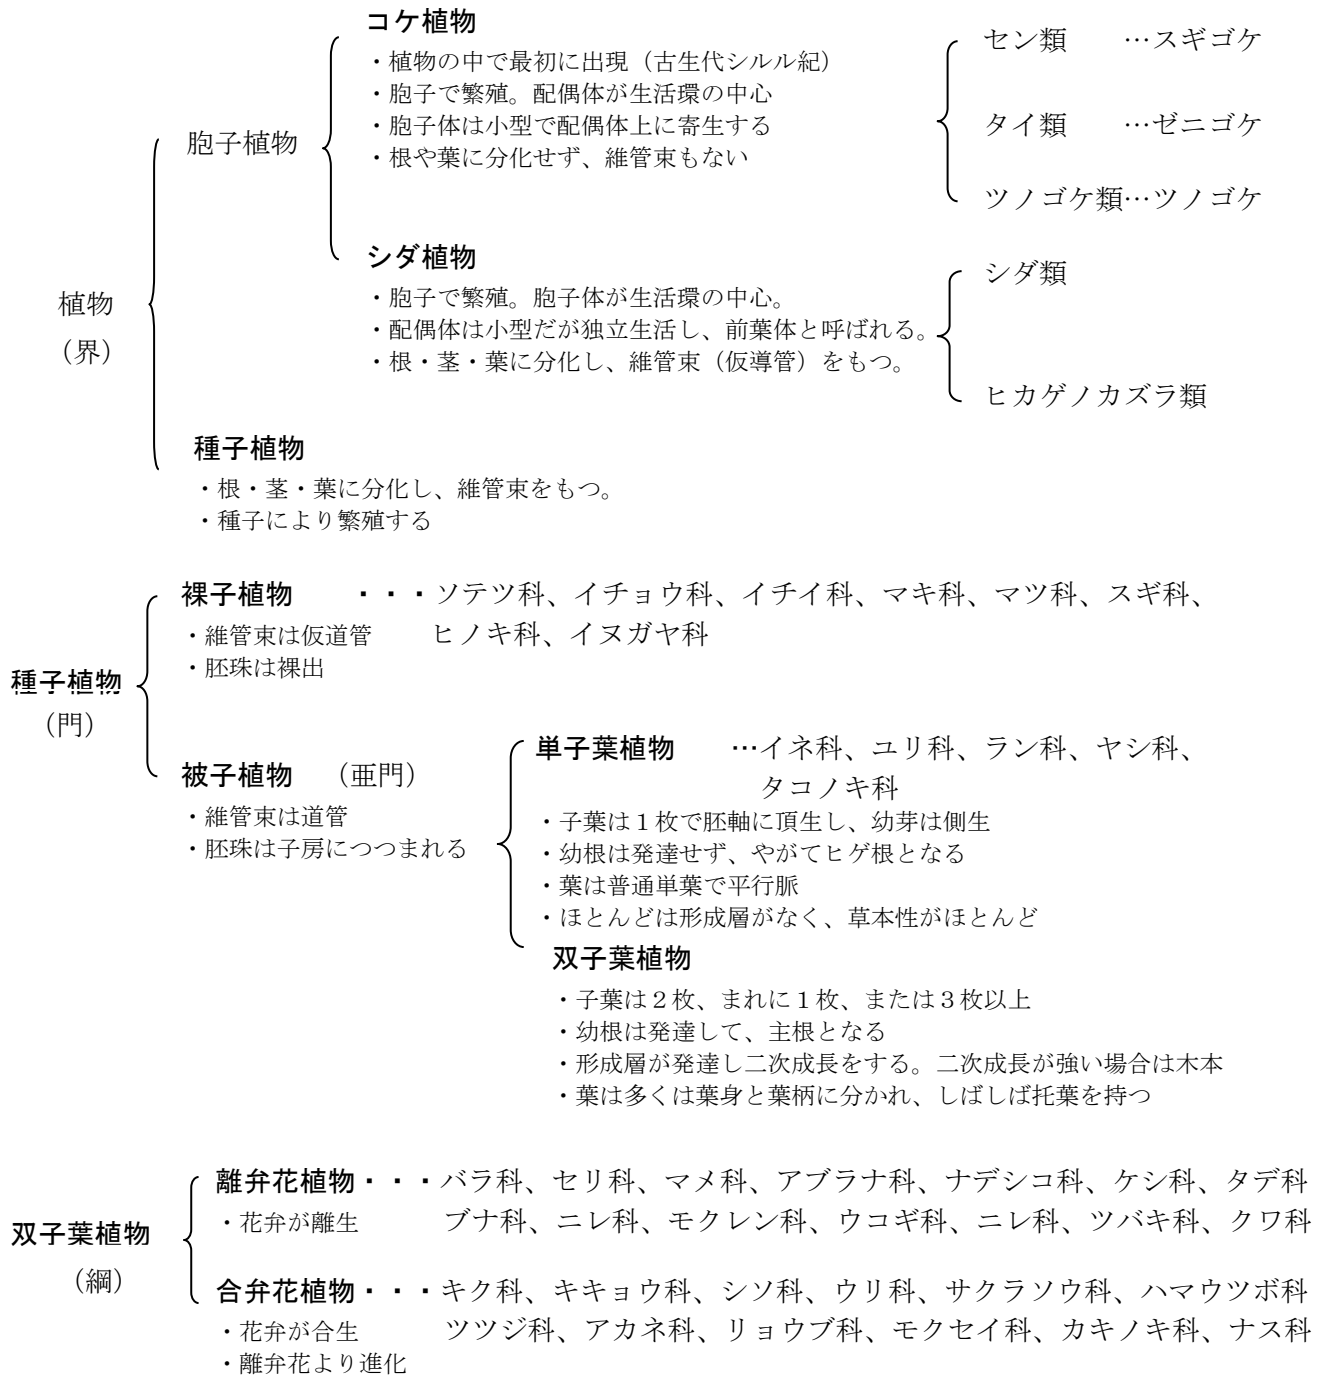 コケ植物
・植物の中で最初に出現（古生代シルル紀）
・胞子で繁殖。配偶体が生活環の中心
・胞子体は小型で配偶体上に寄生する
・根や葉に分化せず、維管束もない
セン類 …スギゴケ
タイ類 …ゼニゴケ
ツノゴケ類…ツノゴケ
胞子植物
シダ植物
・胞子で繁殖。胞子体が生活環の中心。
・配偶体は小型だが独立生活し、前葉体と呼ばれる。
・根・茎・葉に分化し、維管束（仮導管）をもつ。
シダ類
ヒカゲノカズラ類
植物
（界）
種子植物
・根・茎・葉に分化し、維管束をもつ。
・種子により繁殖する
裸子植物 ・・・ソテツ科、イチョウ科、イチイ科、マキ科、マツ科、スギ科、
・維管束は仮道管 ヒノキ科、イヌガヤ科
・胚珠は裸出
種子植物
（門）
被子植物 （亜門）
・維管束は道管
・胚珠は子房につつまれる
単子葉植物 …イネ科、ユリ科、ラン科、ヤシ科、
タコノキ科
・子葉は１枚で胚軸に頂生し、幼芽は側生
・幼根は発達せず、やがてヒゲ根となる
・葉は普通単葉で平行脈
・ほとんどは形成層がなく、草本性がほとんど
双子葉植物
・子葉は２枚、まれに１枚、または３枚以上
・幼根は発達して、主根となる
・形成層が発達し二次成長をする。二次成長が強い場合は木本
・葉は多くは葉身と葉柄に分かれ、しばしば托葉を持つ
離弁花植物・・・バラ科、セリ科、マメ科、アブラナ科、ナデシコ科、ケシ科、タデ科
・花弁が離生 ブナ科、ニレ科、モクレン科、ウコギ科、ニレ科、ツバキ科、クワ科
双子葉植物
（綱）
合弁花植物・・・キク科、キキョウ科、シソ科、ウリ科、サクラソウ科、ハマウツボ科
・花弁が合生 ツツジ科、アカネ科、リョウブ科、モクセイ科、カキノキ科、ナス科
・離弁花より進化